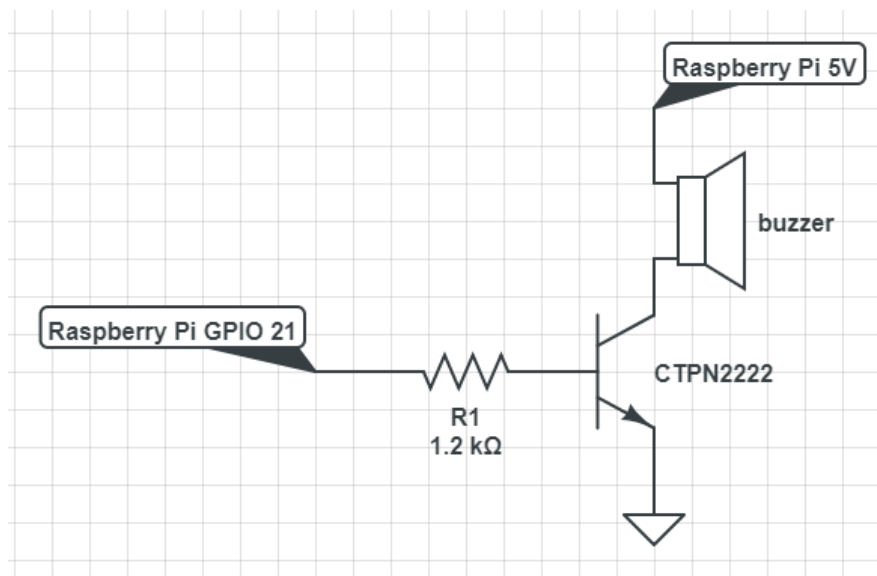 Raspberry Pi 5V
buzzer
Raspberry Pi GPIO 21
CTPN2222
R1
1.2 kΩ